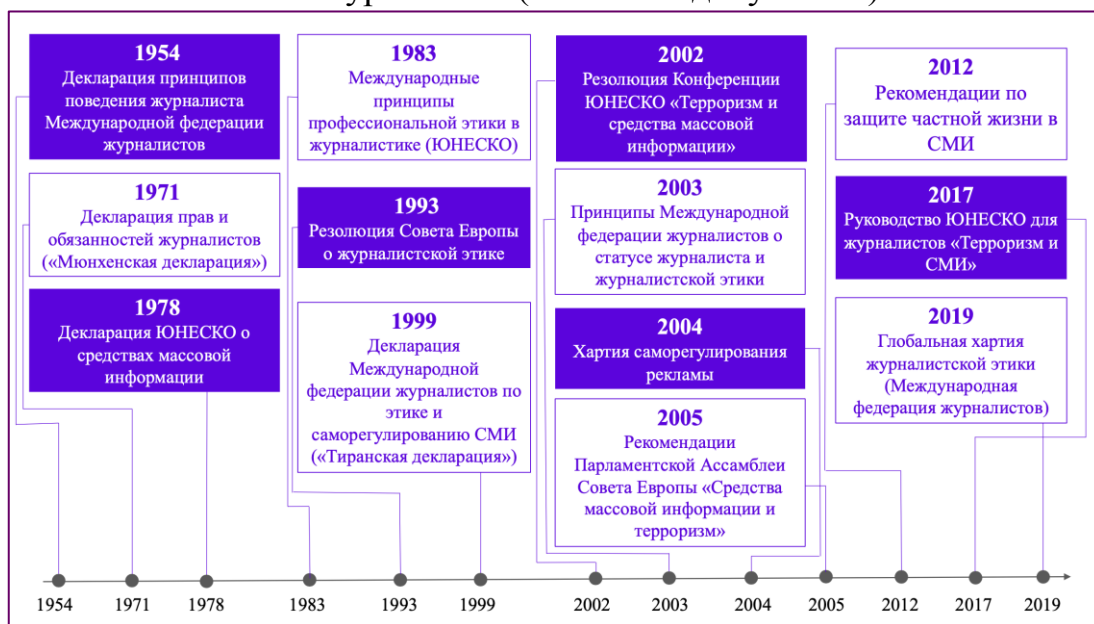 1954
Декларация принципов
поведения журналиста
Международной федерации
журналистов
1971
Декларация прав и
обязанностей журналистов
(«Мюнхенская декларация»)
1978
Декларация ЮНЕСКО о
средствах массовой
информации
1983
Международные
принципы
профессиональной этики в
журналистике (ЮНЕСКО)
1993
Резолюция Совета Европы
о журналистской этике
1999
Декларация
Международной
федерации журналистов по
этике и
саморегулированию СМИ
(«Тиранская декларация»)
2002
Резолюция Конференции
ЮНЕСКО «Терроризм и
средства массовой
информации»
2003
Принципы Международной
федерации журналистов о
статусе журналиста и
журналистской этики
2004
Хартия саморегулирования
рекламы
2005
Рекомендации
Парламентской Ассамблеи
Совета Европы «Средства
массовой информации и
терроризм»
2012
Рекомендации по
защите частной жизни в
СМИ
2017
Руководство ЮНЕСКО для
журналистов «Терроризм и
СМИ»
2019
Глобальная хартия
журналистской этики
(Международная
федерация журналистов)
1954 1971 1978 1983 1993 1999 2002 2003 2004 2005 2012 2017 2019